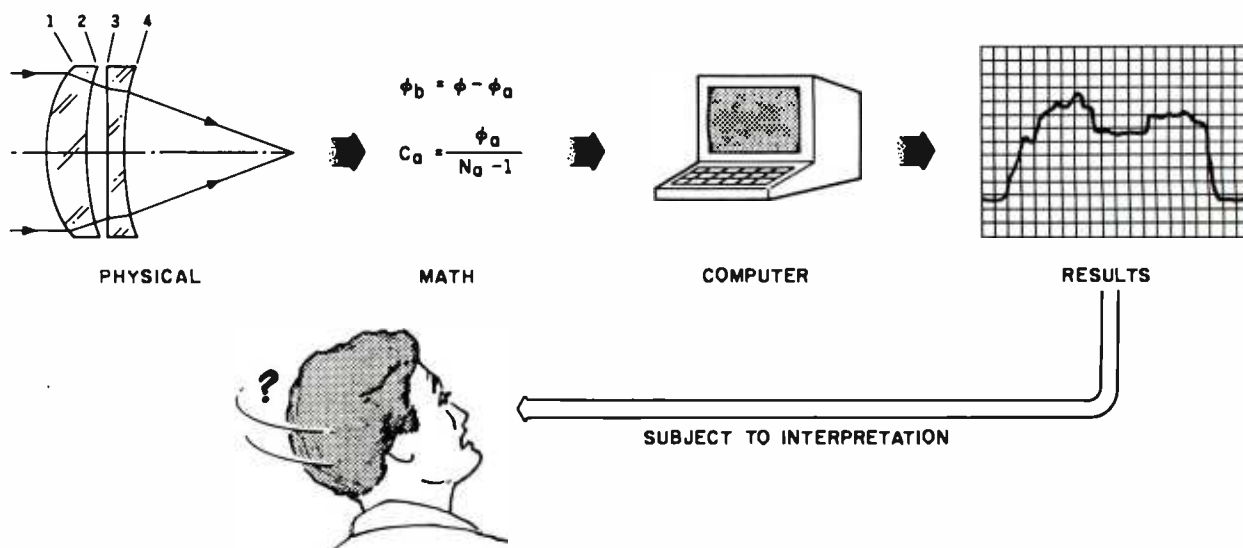 1 2 3 4
ϕb = ϕ - ϕa
Ca = ϕa / Na - 1
PHYSICAL
MATH
COMPUTER
RESULTS
?
SUBJECT TO INTERPRETATION